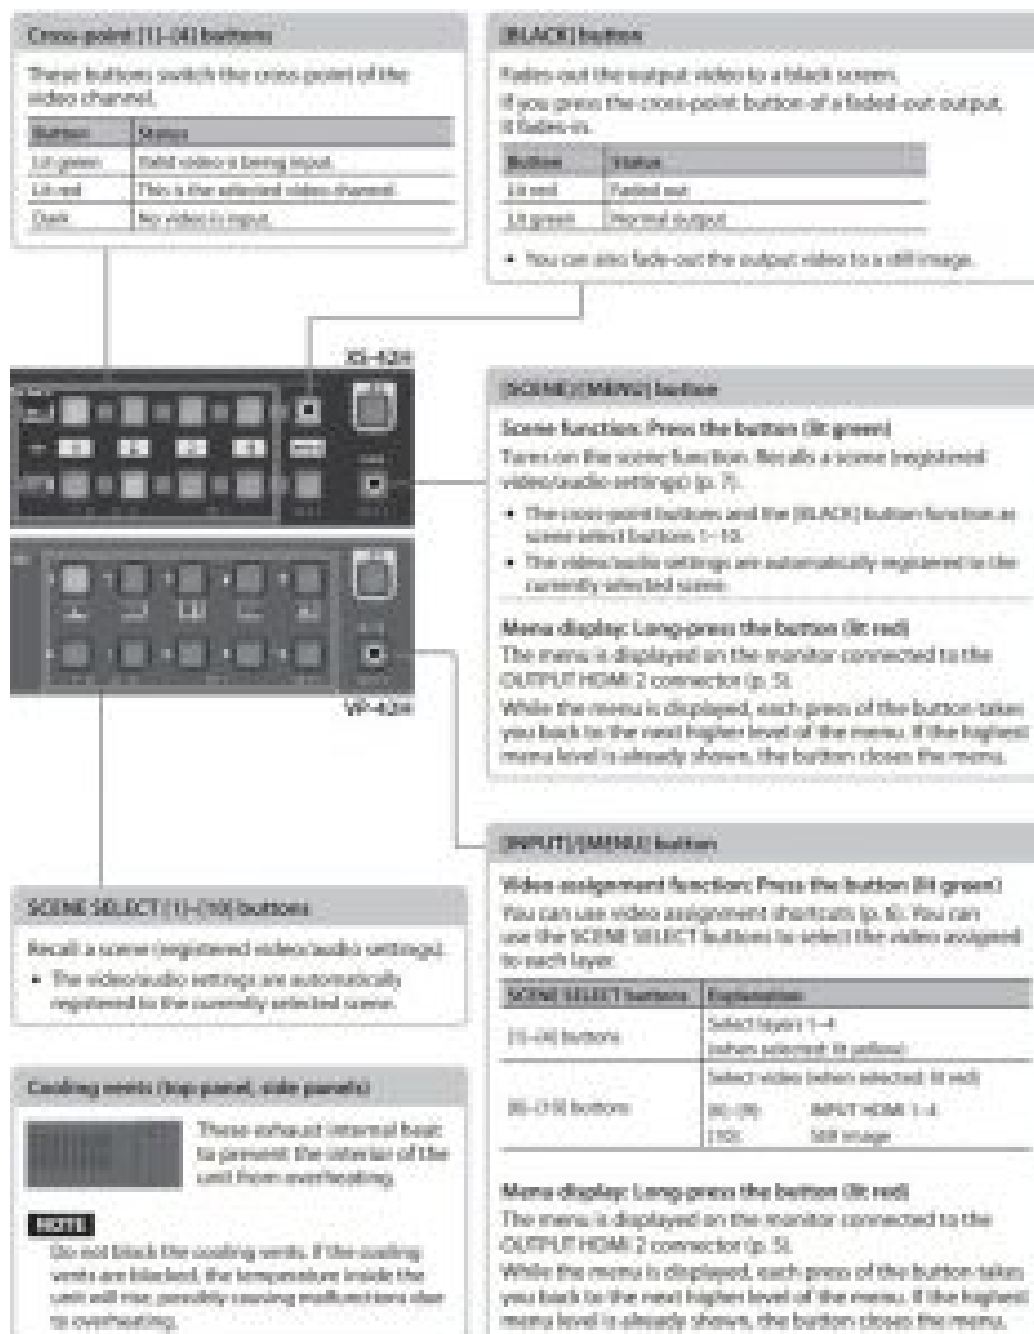 Cross-point [1]–[4] buttons
These buttons switch the cross-point of the
video channel.
Button Status
Lit green Valid video is being input.
Lit red This is the selected video channel.
Dark No video is input.
[BLACK] button
Fades-out the output video to a black screen.
If you press the cross-point button of a faded-out output,
it fades-in.
Button Status
Lit red Faded out
Lit green Normal output
• You can also fade-out the output video to a still image.
XS-42H
VP-42H
[SCENE]/[MENU] button
Scene function: Press the button (lit green)
Turns on the scene function. Recalls a scene (registered
video/audio settings) (p. 7).
• The cross-point buttons and the [BLACK] button function as
scene select buttons 1–10.
• The video/audio settings are automatically registered to the
currently selected scene.
Menu display: Long-press the button (lit red)
The menu is displayed on the monitor connected to the
OUTPUT HDMI 2 connector (p. 5).
While the menu is displayed, each press of the button takes
you back to the next higher level of the menu. If the highest
menu level is already shown, the button closes the menu.
SCENE SELECT [1]–[10] buttons
Recall a scene (registered video/audio settings).
• The video/audio settings are automatically
registered to the currently selected scene.
Cooling vents (top panel, side panels)
These exhaust internal heat
to prevent the interior of the
unit from overheating.
NOTE
Do not block the cooling vents. If the cooling
vents are blocked, the temperature inside the
unit will rise, possibly causing malfunctions due
to overheating.
[INPUT]/[MENU] button
Video assignment function: Press the button (lit green)
You can use video assignment shortcuts (p. 6). You can
use the SCENE SELECT buttons to select the video assigned
to each layer.
SCENE SELECT buttons Explanation
[1]–[4] buttons
Select layers 1–4
(when selected: lit yellow)
[6]–[10] buttons
Select video (when selected: lit red)
[6]–[9]: INPUT HDMI 1–4
[10]: Still image
Menu display: Long-press the button (lit red)
The menu is displayed on the monitor connected to the
OUTPUT HDMI 2 connector (p. 5).
While the menu is displayed, each press of the button takes
you back to the next higher level of the menu. If the highest
menu level is already shown, the button closes the menu.